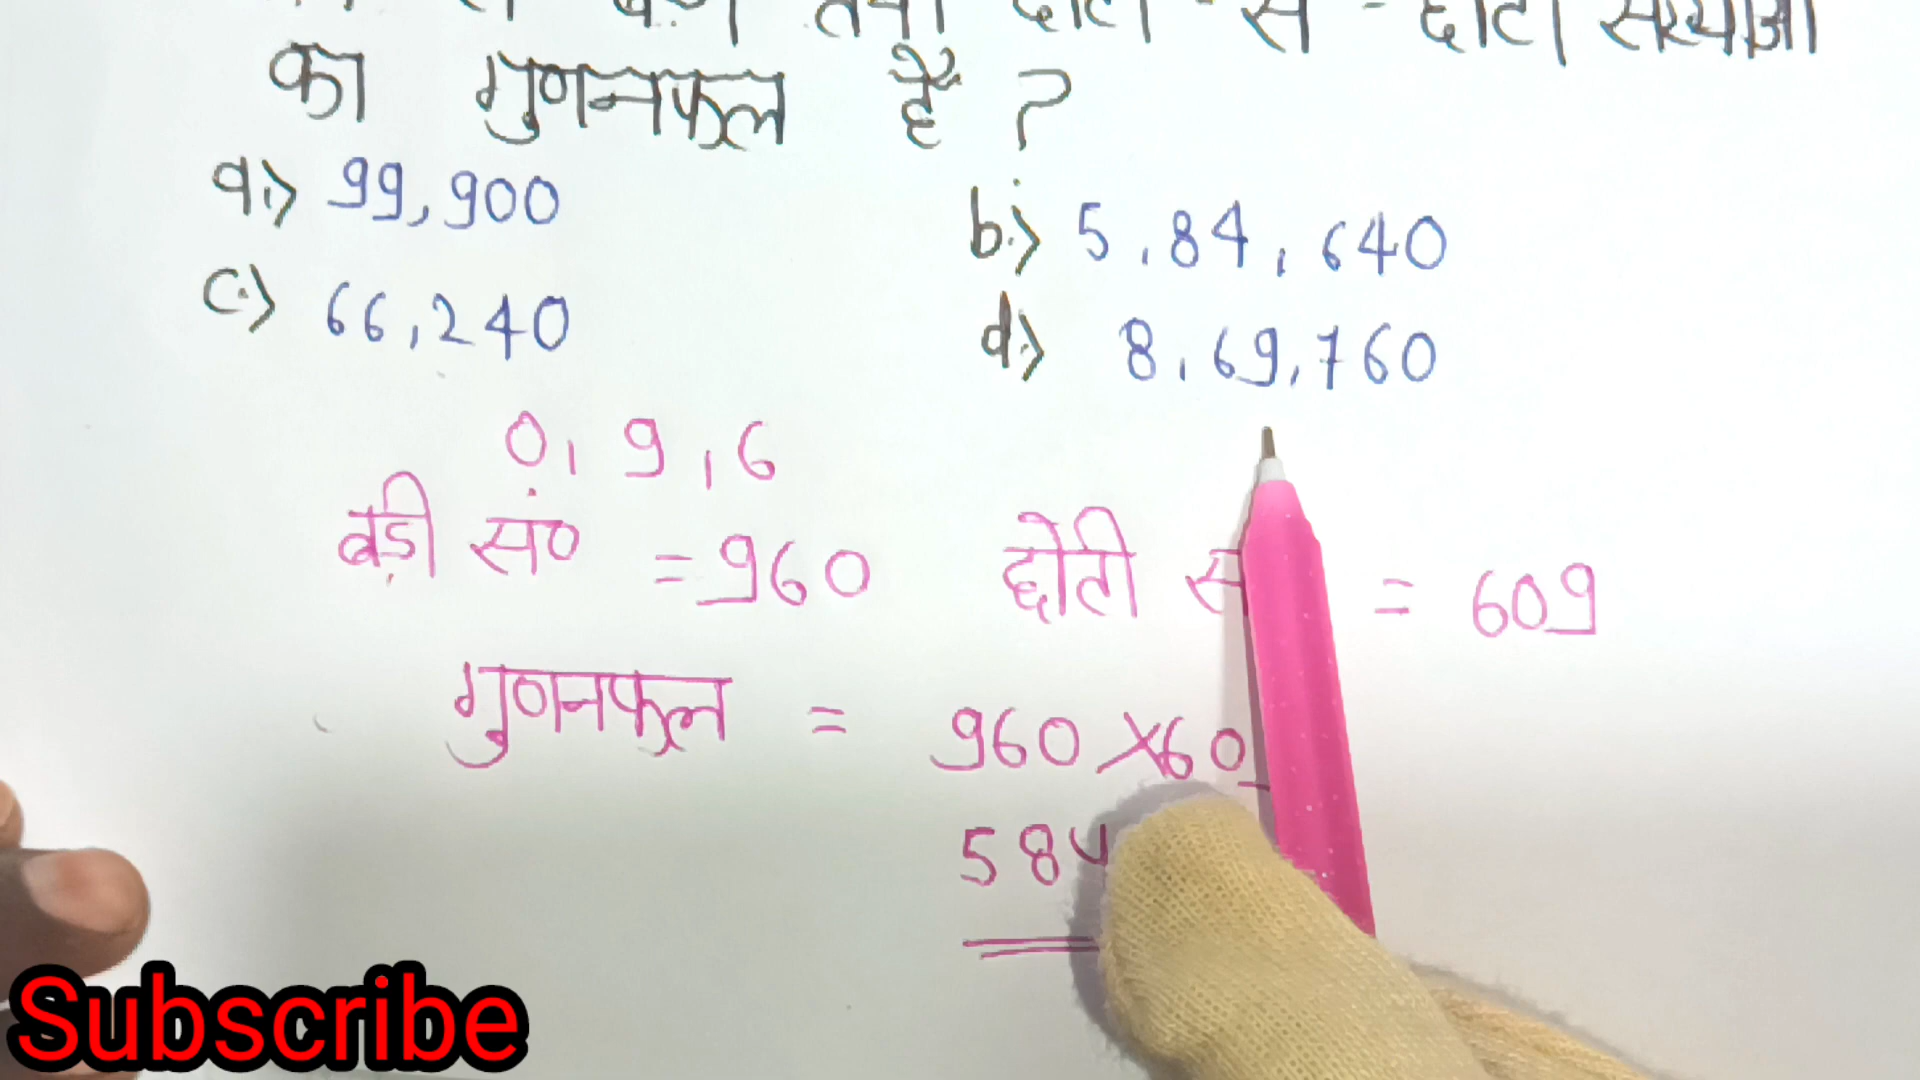 का गुणनफल हैं ?
a.) 99,900
b.) 5,84,640
c.) 66,240
d.) 8,69,760
0, 9, 6
बड़ी सं० = 960 छोटी स = 609
गुणनफल = 960 × 60
584
Subscribe